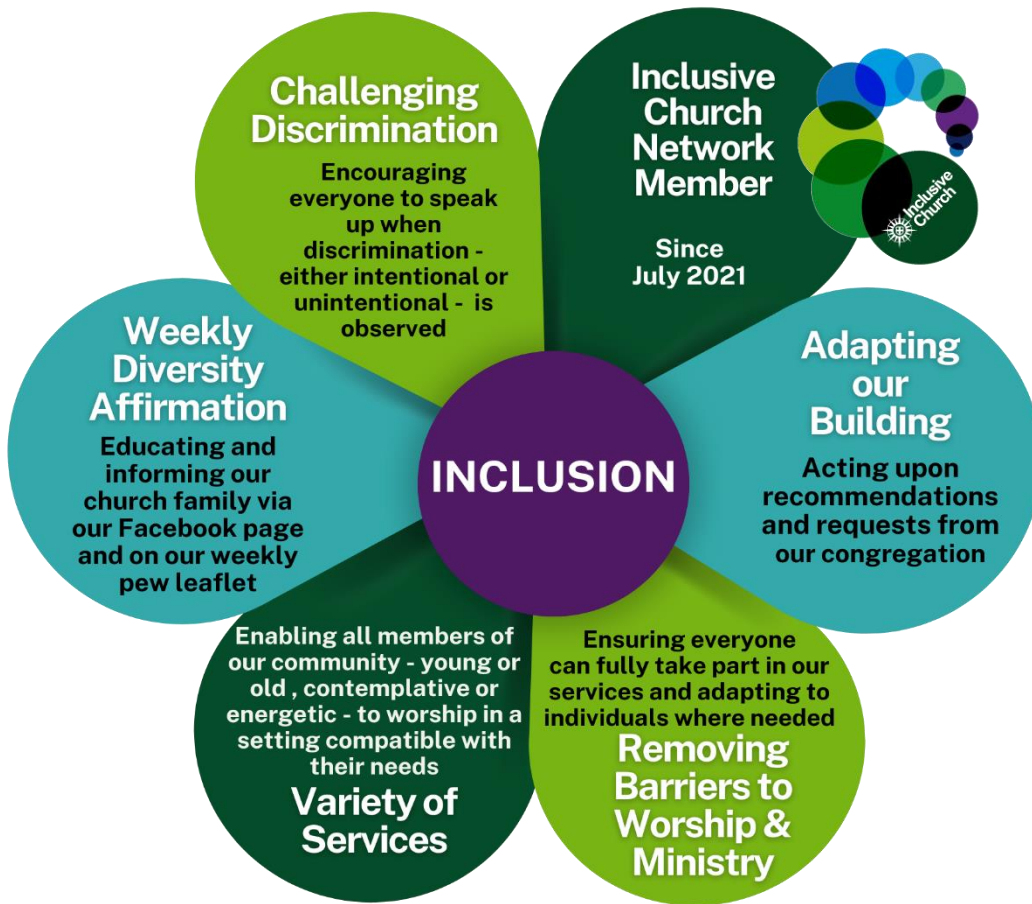 Challenging
Discrimination
Encouraging
everyone to speak
up when
discrimination -
either intentional or
unintentional - is
observed
Inclusive
Church
Network
Member
Since
July 2021
Inclusive
Church
Weekly
Diversity
Affirmation
Educating and
informing our
church family via
our Facebook page
and on our weekly
pew leaflet
INCLUSION
Adapting
our
Building
Acting upon
recommendations
and requests from
our congregation
Enabling all members of
our community - young or
old , contemplative or
energetic - to worship in a
setting compatible with
their needs
Variety of
Services
Ensuring everyone
can fully take part in our
services and adapting to
individuals where needed
Removing
Barriers to
Worship &
Ministry